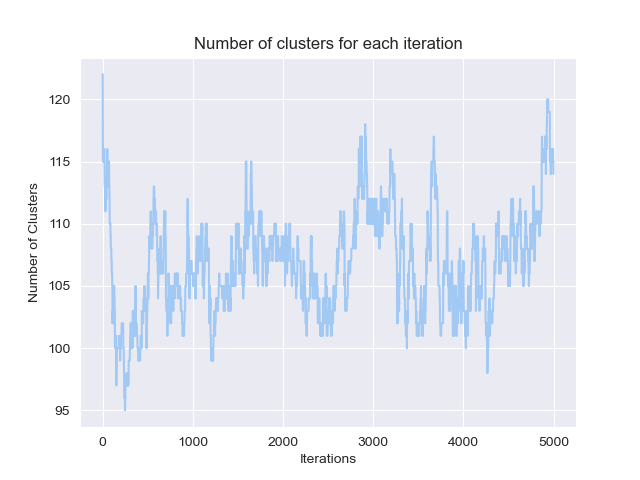 Number of clusters for each iteration
Number of Clusters
120
115
110
105
100
95
0 1000 2000 3000 4000 5000
Iterations